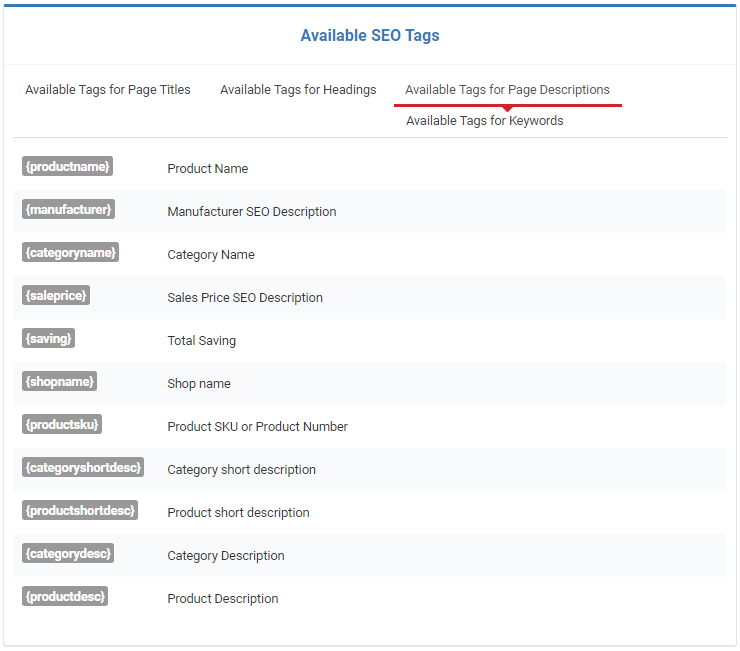 Available SEO Tags
Available Tags for Page Titles Available Tags for Headings Available Tags for Page Descriptions
Available Tags for Keywords
{productname} Product Name
{manufacturer} Manufacturer SEO Description
{categoryname} Category Name
{saleprice} Sales Price SEO Description
{saving} Total Saving
{shopname} Shop name
{productsku} Product SKU or Product Number
{categoryshortdesc} Category short description
{productshortdesc} Product short description
{categorydesc} Category Description
{productdesc} Product Description